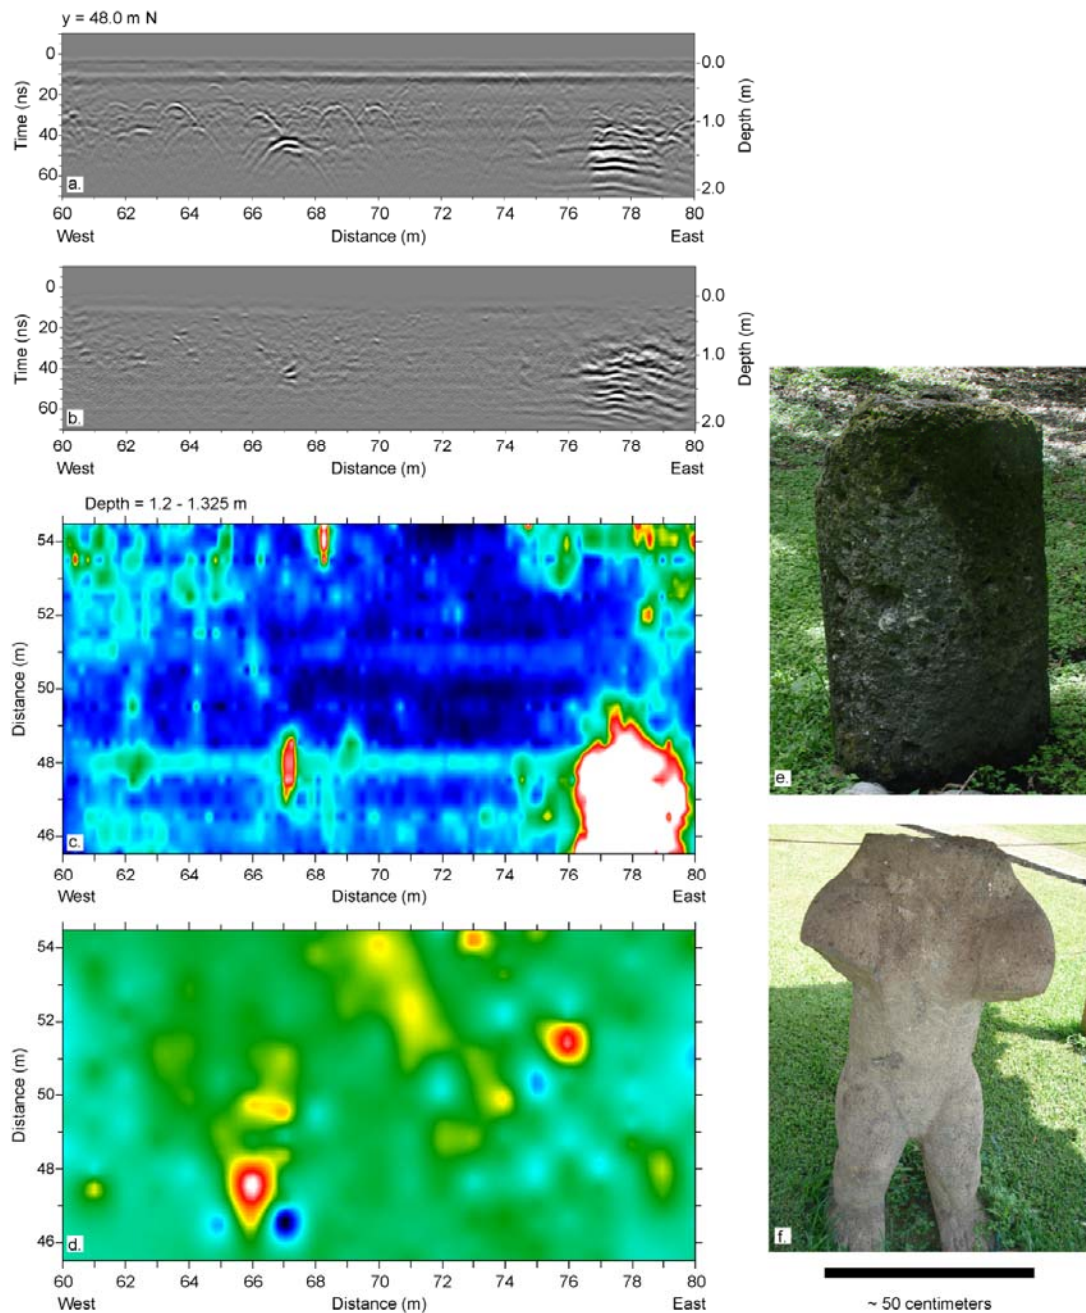 y = 48.0 m N
0
20
40
60
Time (ns)
0.0
1.0
2.0
Depth (m)
a.
60 62 64 66 68 70 72 74 76 78 80
West Distance (m) East
0
20
40
60
Time (ns)
0.0
1.0
2.0
Depth (m)
b.
60 62 64 66 68 70 72 74 76 78 80
West Distance (m) East
Depth = 1.2 - 1.325 m
54
52
50
48
46
Distance (m)
c.
60 62 64 66 68 70 72 74 76 78 80
West Distance (m) East
54
52
50
48
46
Distance (m)
d.
60 62 64 66 68 70 72 74 76 78 80
West Distance (m) East
e.
f.
~ 50 centimeters